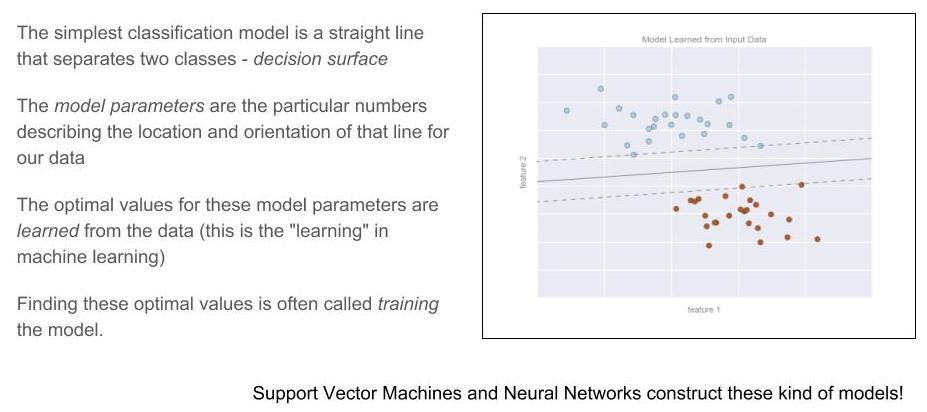 The simplest classification model is a straight line
that separates two classes - decision surface
The model parameters are the particular numbers
describing the location and orientation of that line for
our data
The optimal values for these model parameters are
learned from the data (this is the "learning" in
machine learning)
Finding these optimal values is often called training
the model.
Model Learned from Input Data
feature 2
feature 1
Support Vector Machines and Neural Networks construct these kind of models!